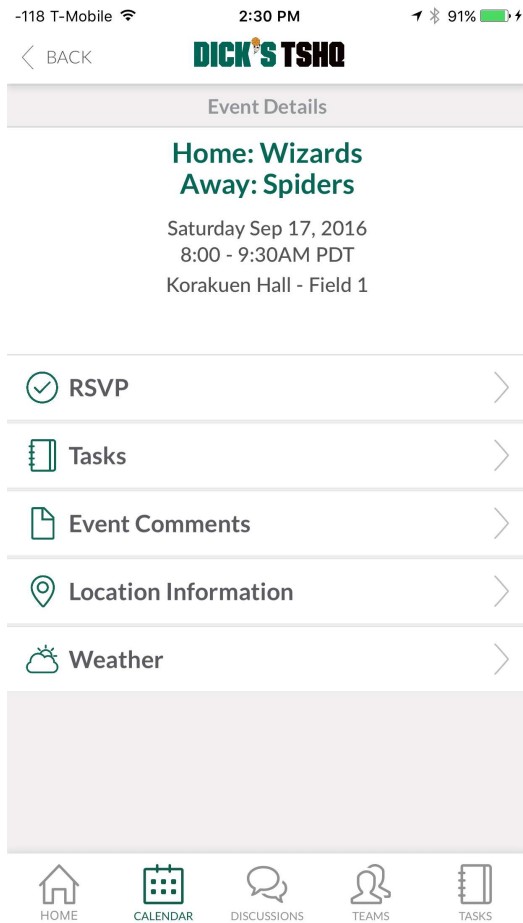 -118 T-Mobile 2:30 PM 91%
BACK DICK'S TSHQ
Event Details
Home: Wizards
Away: Spiders
Saturday Sep 17, 2016
8:00 - 9:30AM PDT
Korakuen Hall - Field 1
RSVP
Tasks
Event Comments
Location Information
Weather
HOME CALENDAR DISCUSSIONS TEAMS TASKS